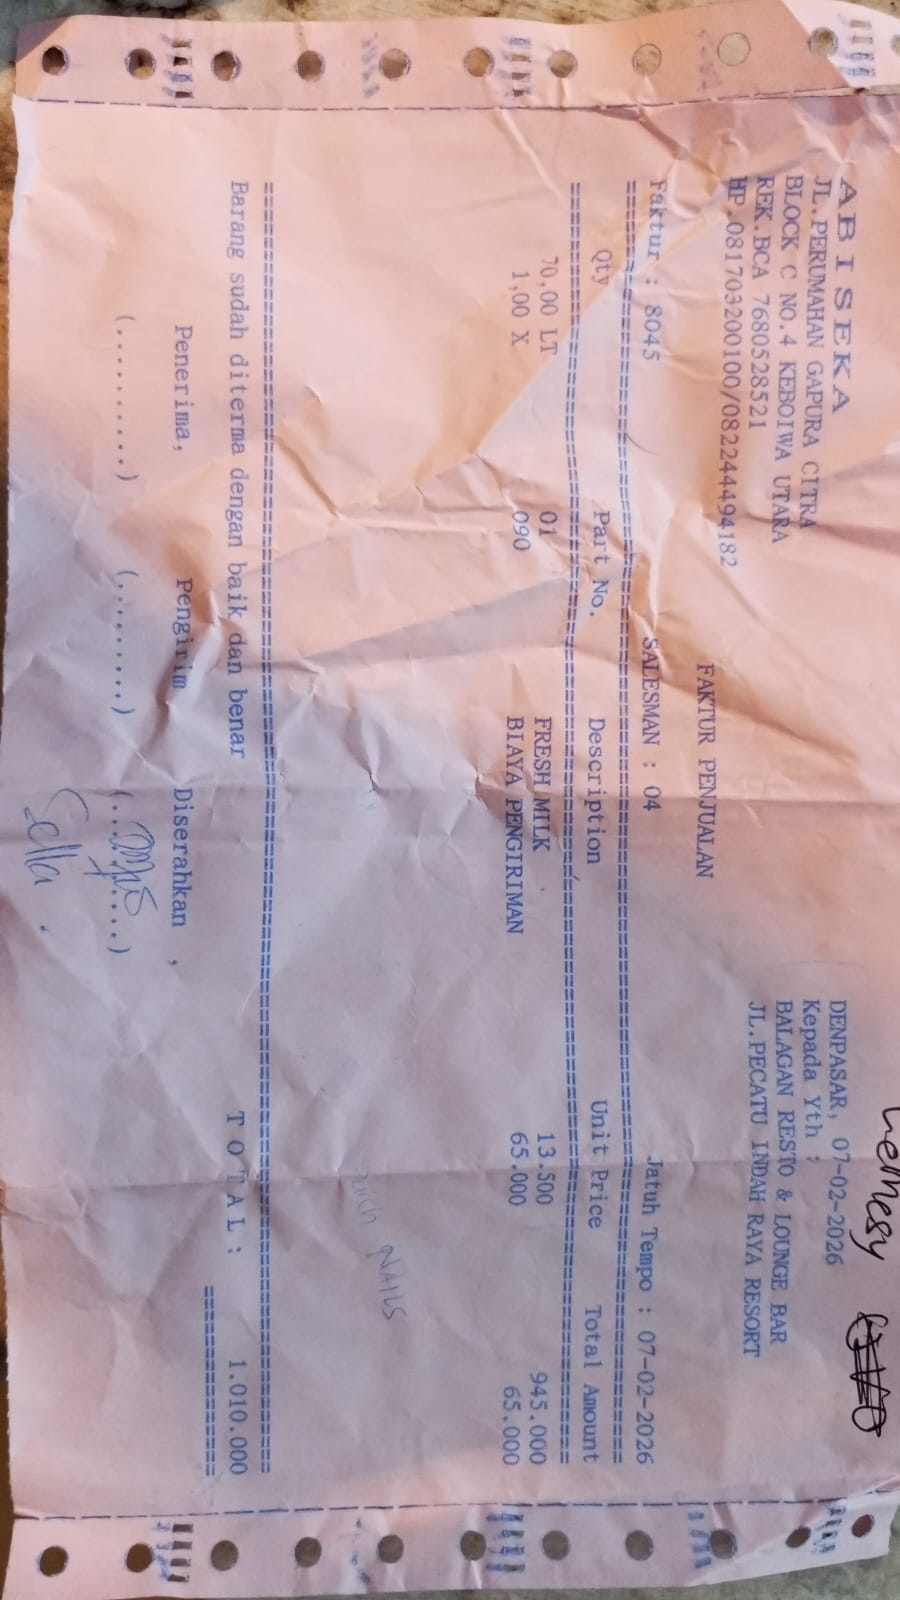 nemesy
ABISEKA
JL.PERUMAHAN GAPURA CITRA
BLOCK C NO.4 KEBOIWA UTARA
REK.BCA 7680528521
HP.081703200100/082244494182
DENPASAR, 07-02-2026
Kepada Yth :
BALAGAN RESTO & LOUNGE BAR
JL.PECATU INDAH RAYA RESORT
FAKTUR PENJUALAN
Faktur : 8045 SALESMAN : 04 Jatuh Tempo : 07-02-2026
Qty Part No. Description Unit Price Total Amount
70,00 LT 01 FRESH MILK 13.500 945.000
1,00 X 090 BIAYA PENGIRIMAN 65.000 65.000
NAILS
Barang sudah diterma dengan baik dan benar T O T A L : 1.010.000
Penerima, Pengirim Diserahkan ,
(..........) (..........) (..........)
Ella.